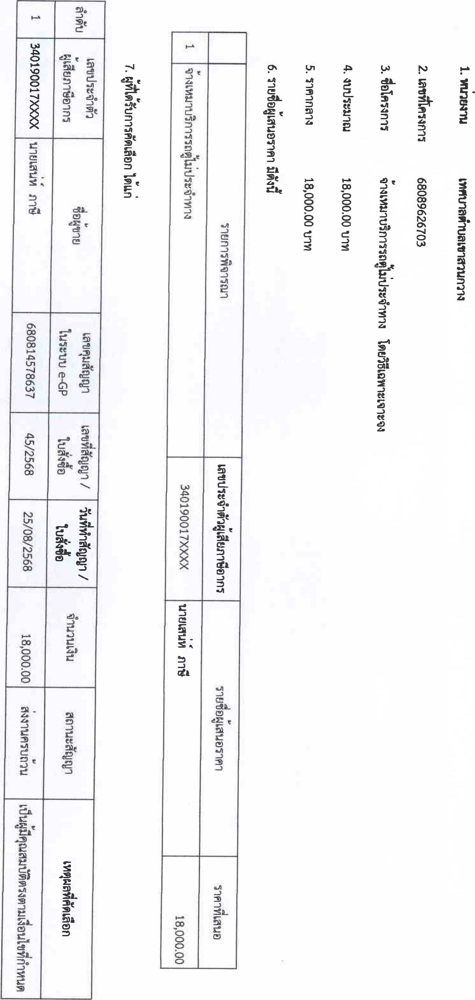 1. หน่วยงาน เทศบาลตำบลเขาสวนกวาง
2. เลขที่โครงการ 68089626703
3. ชื่อโครงการ จ้างเหมาบริการรถตู้ไม่ประจำทาง โดยวิธีเฉพาะเจาะจง
4. งบประมาณ 18,000.00 บาท
5. ราคากลาง 18,000.00 บาท
6. รายชื่อผู้เสนอราคา มีดังนี้
รายการพิจารณา เลขประจำตัวผู้เสียภาษีอากร รายชื่อผู้เสนอราคา ราคาที่เสนอ
1 จ้างเหมาบริการรถตู้ไม่ประจำทาง 340190017XXXX นายเสน่ห์ ภาษี 18,000.00
7. ผู้ที่ได้รับการคัดเลือก ได้แก่
ลำดับ เลขประจำตัว ชื่อผู้ขาย เลขคุมสัญญา เลขที่สัญญา / วันที่ทำสัญญา / จำนวนเงิน สถานะสัญญา เหตุผลที่คัดเลือก
ผู้เสียภาษีอากร ในระบบ e-GP ใบสั่งซื้อ ใบสั่งซื้อ
1 340190017XXXX นายเสน่ห์ ภาษี 680814578637 45/2568 25/08/2568 18,000.00 ส่งงานครบถ้วน เป็นผู้มีคุณสมบัติตรงตามเงื่อนไขที่กำหนด